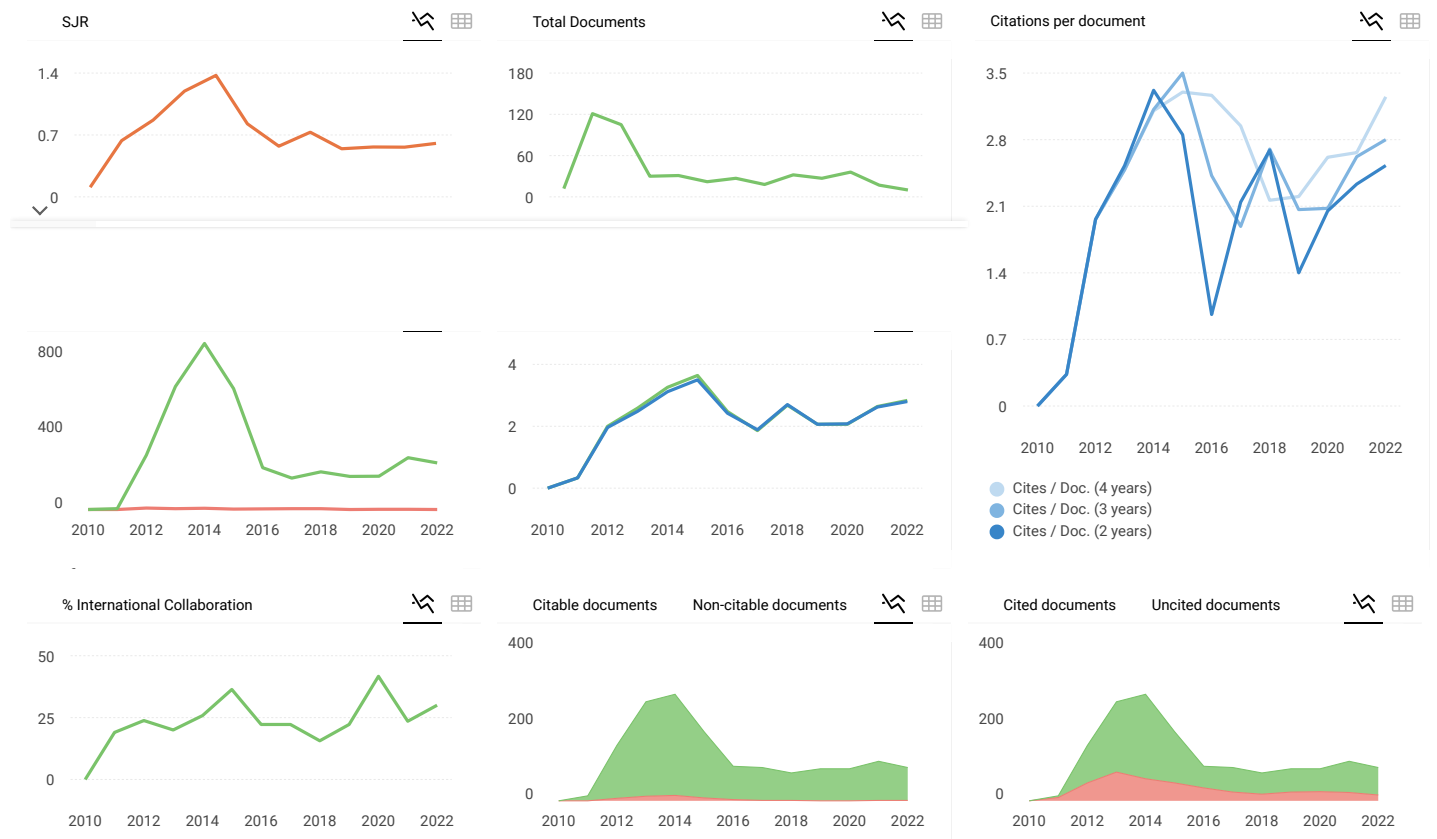 SJR
1.4
0.7
0
Total Documents
180
120
60
0
Citations per document
3.5
2.8
2.1
1.4
0.7
0
2010 2012 2014 2016 2018 2020 2022
Cites / Doc. (4 years)
Cites / Doc. (3 years)
Cites / Doc. (2 years)
800
400
0
2010 2012 2014 2016 2018 2020 2022
4
2
0
2010 2012 2014 2016 2018 2020 2022
% International Collaboration
50
25
0
2010 2012 2014 2016 2018 2020 2022
Citable documents Non-citable documents
400
200
0
2010 2012 2014 2016 2018 2020 2022
Cited documents Uncited documents
400
200
0
2010 2012 2014 2016 2018 2020 2022